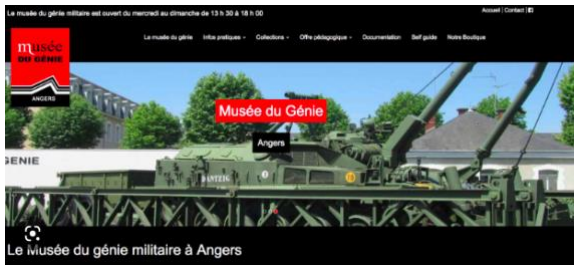 Le musée du génie militaire est ouvert du mercredi au dimanche de 13 h 30 à 18 h 00
Accueil | Contact |
musée
DU GÉNIE
ANGERS
Le musée du génie
Infos pratiques
Collections
Offre pédagogique
Documentation
Self guide
Notre Boutique
Musée du Génie
Angers
GENIE
DANTZIG
Le Musée du génie militaire à Angers